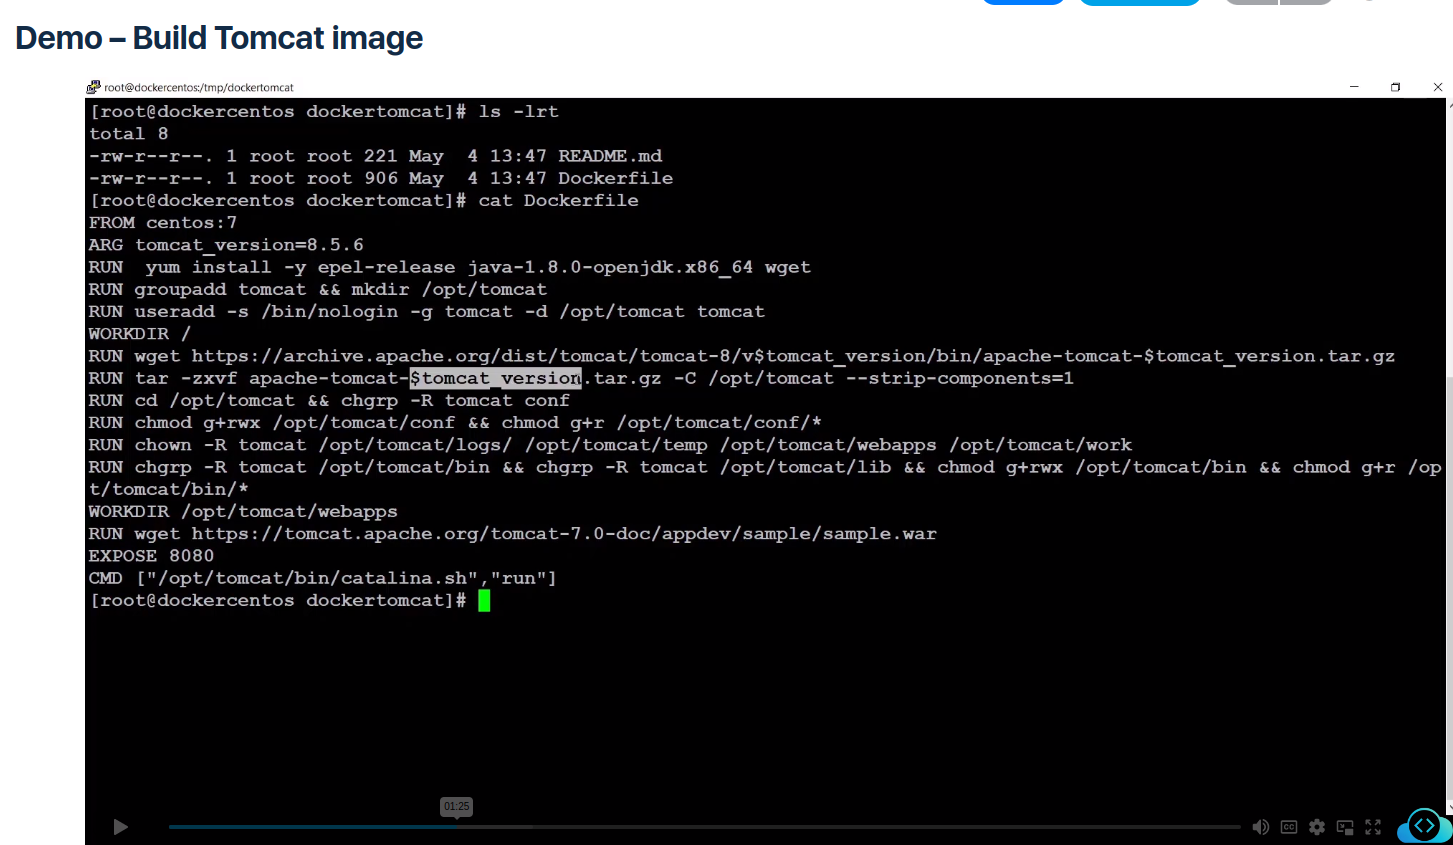 Demo – Build Tomcat image
root@dockercentos:/tmp/dockertomcat
[root@dockercentos dockertomcat]# ls -lrt
total 8
-rw-r--r--. 1 root root 221 May  4 13:47 README.md
-rw-r--r--. 1 root root 906 May  4 13:47 Dockerfile
[root@dockercentos dockertomcat]# cat Dockerfile
FROM centos:7
ARG tomcat_version=8.5.6
RUN  yum install -y epel-release java-1.8.0-openjdk.x86_64 wget
RUN groupadd tomcat && mkdir /opt/tomcat
RUN useradd -s /bin/nologin -g tomcat -d /opt/tomcat tomcat
WORKDIR /
RUN wget https://archive.apache.org/dist/tomcat/tomcat-8/v$tomcat_version/bin/apache-tomcat-$tomcat_version.tar.gz
RUN tar -zxvf apache-tomcat-$tomcat_version.tar.gz -C /opt/tomcat --strip-components=1
RUN cd /opt/tomcat && chgrp -R tomcat conf
RUN chmod g+rwx /opt/tomcat/conf && chmod g+r /opt/tomcat/conf/*
RUN chown -R tomcat /opt/tomcat/logs/ /opt/tomcat/temp /opt/tomcat/webapps /opt/tomcat/work
RUN chgrp -R tomcat /opt/tomcat/bin && chgrp -R tomcat /opt/tomcat/lib && chmod g+rwx /opt/tomcat/bin && chmod g+r /op
t/tomcat/bin/*
WORKDIR /opt/tomcat/webapps
RUN wget https://tomcat.apache.org/tomcat-7.0-doc/appdev/sample/sample.war
EXPOSE 8080
CMD ["/opt/tomcat/bin/catalina.sh","run"]
[root@dockercentos dockertomcat]#
01:25
CC